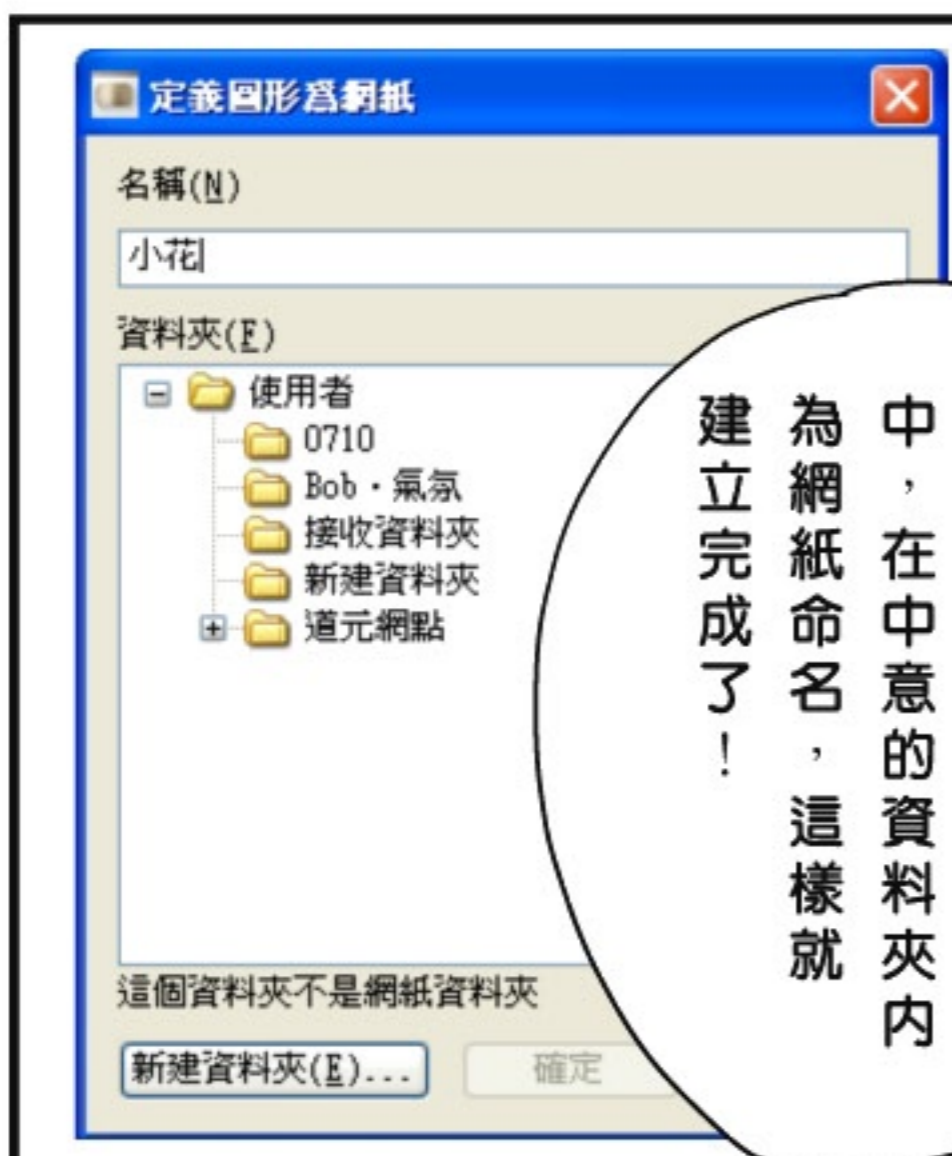 定義圖形爲網紙
名稱(N)
小花
資料夾(F)
使用者
0710
Bob・氣氛
接收資料夾
新建資料夾
道元網點
這個資料夾不是網紙資料夾
新建資料夾(E)...
確定
中，在中意的資料夾内
為網紙命名，這樣就
建立完成了！